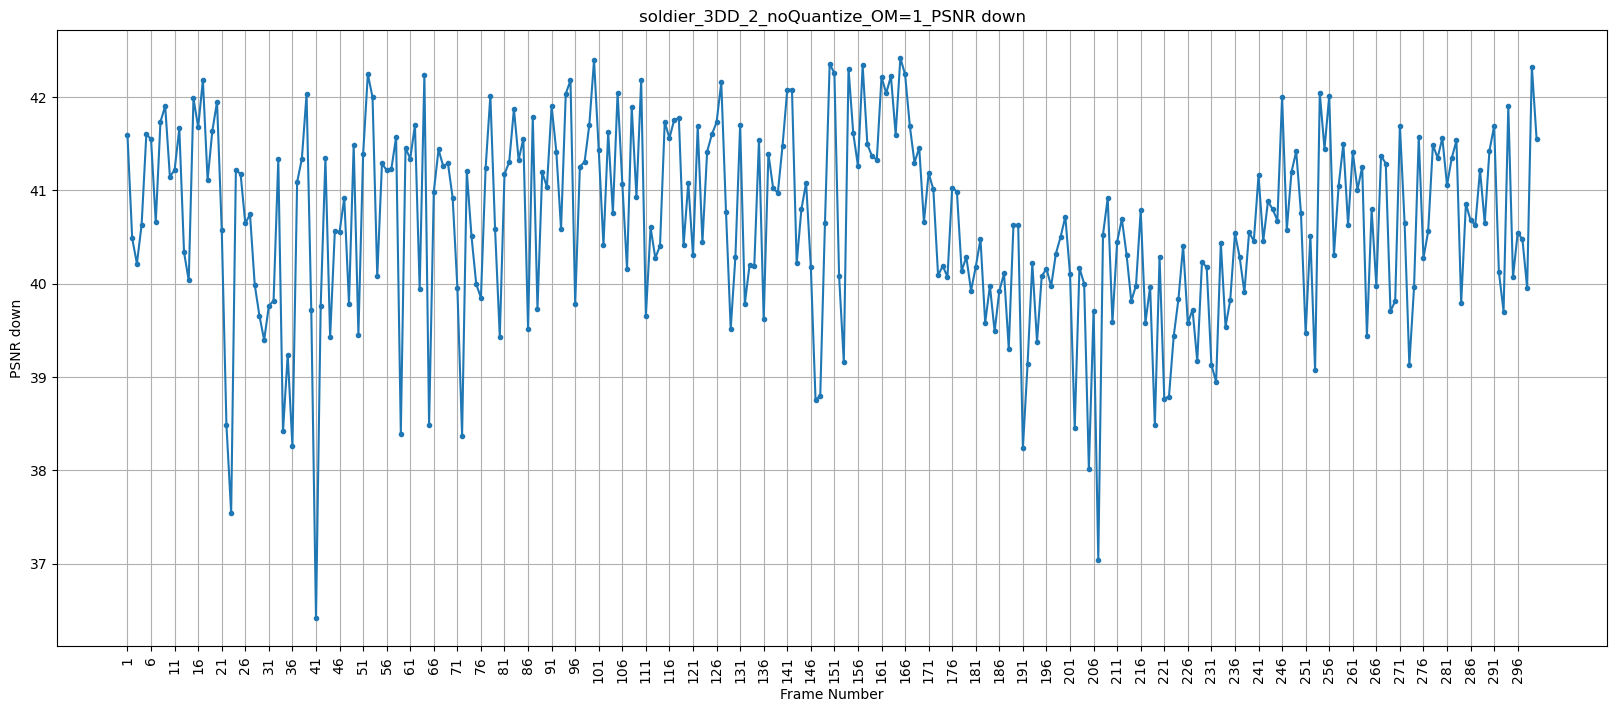 soldier_3DD_2_noQuantize_OM=1_PSNR down
PSNR down
42
41
40
39
38
37
1 6 11 16 21 26 31 36 41 46 51 56 61 66 71 76 81 86 91 96 101 106 111 116 121 126 131 136 141 146 151 156 161 166 171 176 181 186 191 196 201 206 211 216 221 226 231 236 241 246 251 256 261 266 271 276 281 286 291 296
Frame Number